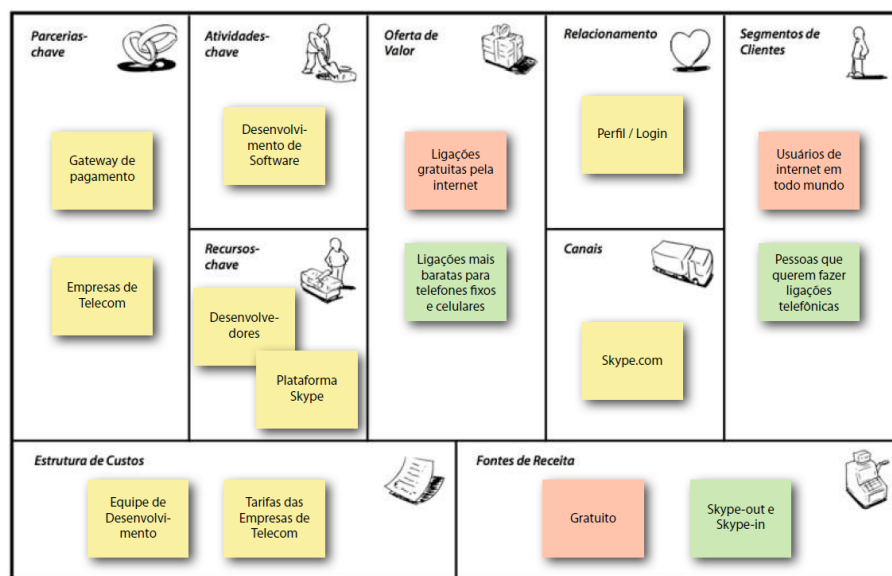 Parcerias-
chave
Gateway de
pagamento
Empresas de
Telecom
Atividades-
chave
Desenvolvi-
mento de
Software
Recursos-
chave
Desenvolve-
dores
Plataforma
Skype
Oferta de
Valor
Ligações
gratuitas pela
internet
Ligações mais
baratas para
telefones fixos
e celulares
Relacionamento
Perfil / Login
Canais
Skype.com
Segmentos de
Clientes
Usuários de
internet em
todo mundo
Pessoas que
querem fazer
ligações
telefônicas
Estrutura de Custos
Equipe de
Desenvolvi-
mento
Tarifas das
Empresas de
Telecom
Fontes de Receita
Gratuito
Skype-out e
Skype-in